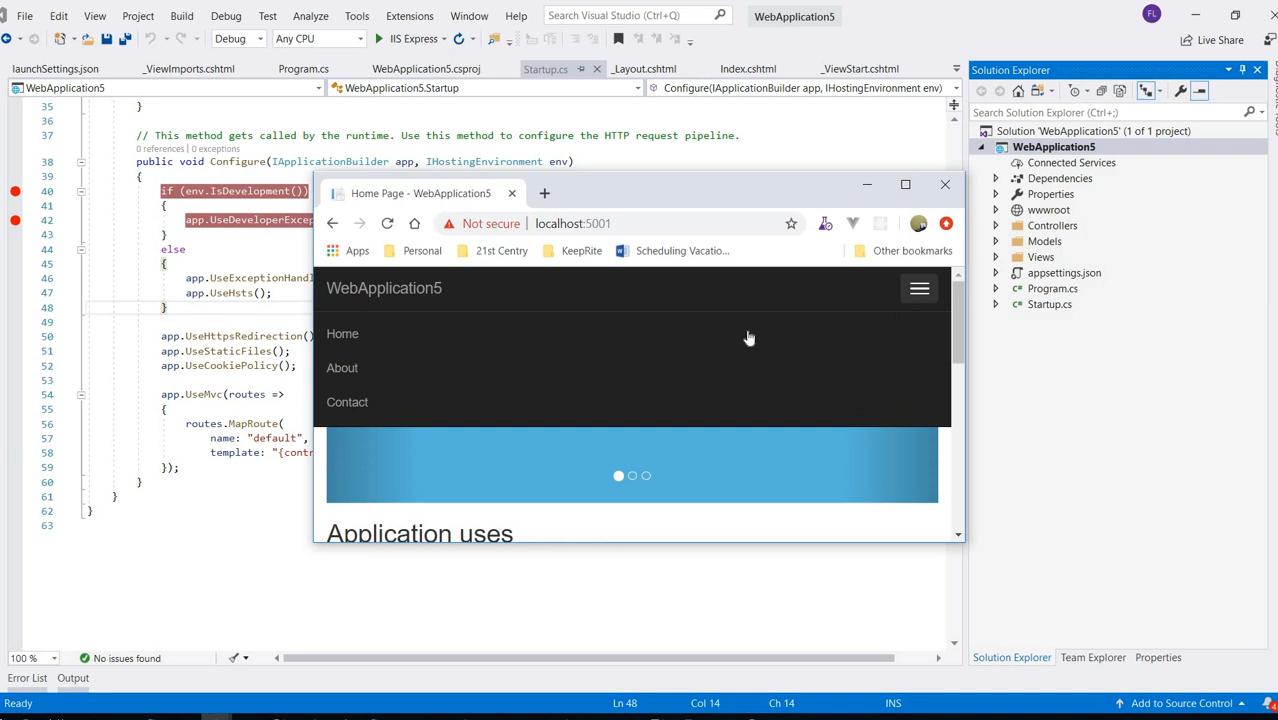 File Edit View Project Build Debug Test Analyze Tools Extensions Window Help Search Visual Studio (Ctrl+Q) WebApplication5 FL
Debug Any CPU IIS Express Live Share
launchSettings.json _ViewImports.cshtml Program.cs WebApplication5.csproj Startup.cs _Layout.cshtml Index.cshtml _ViewStart.cshtml
WebApplication5 WebApplication5.Startup Configure(IApplicationBuilder app, IHostingEnvironment env)
35 }
36
37 // This method gets called by the runtime. Use this method to configure the HTTP request pipeline.
0 references | 0 exceptions
38 public void Configure(IApplicationBuilder app, IHostingEnvironment env)
39 {
40 if (env.IsDevelopment())
41 {
42 app.UseDeveloperExcep
43 }
44 else
45 {
46 app.UseExceptionHandl
47 app.UseHsts();
48 }
49
50 app.UseHttpsRedirection()
51 app.UseStaticFiles();
52 app.UseCookiePolicy();
53
54 app.UseMvc(routes =>
55 {
56 routes.MapRoute(
57 name: "default",
58 template: "{contr
59 });
60 }
61 }
62 }
63
Home Page - WebApplication5
Not secure localhost:5001
Apps Personal 21st Centry KeepRite Scheduling Vacatio... Other bookmarks
WebApplication5
Home
About
Contact
Application uses
Solution Explorer
Search Solution Explorer (Ctrl+;)
Solution 'WebApplication5' (1 of 1 project)
WebApplication5
Connected Services
Dependencies
Properties
wwwroot
Controllers
Models
Views
appsettings.json
Program.cs
Startup.cs
100 % No issues found
Solution Explorer Team Explorer Properties
Error List Output
Ready Ln 48 Col 14 Ch 14 INS Add to Source Control 4